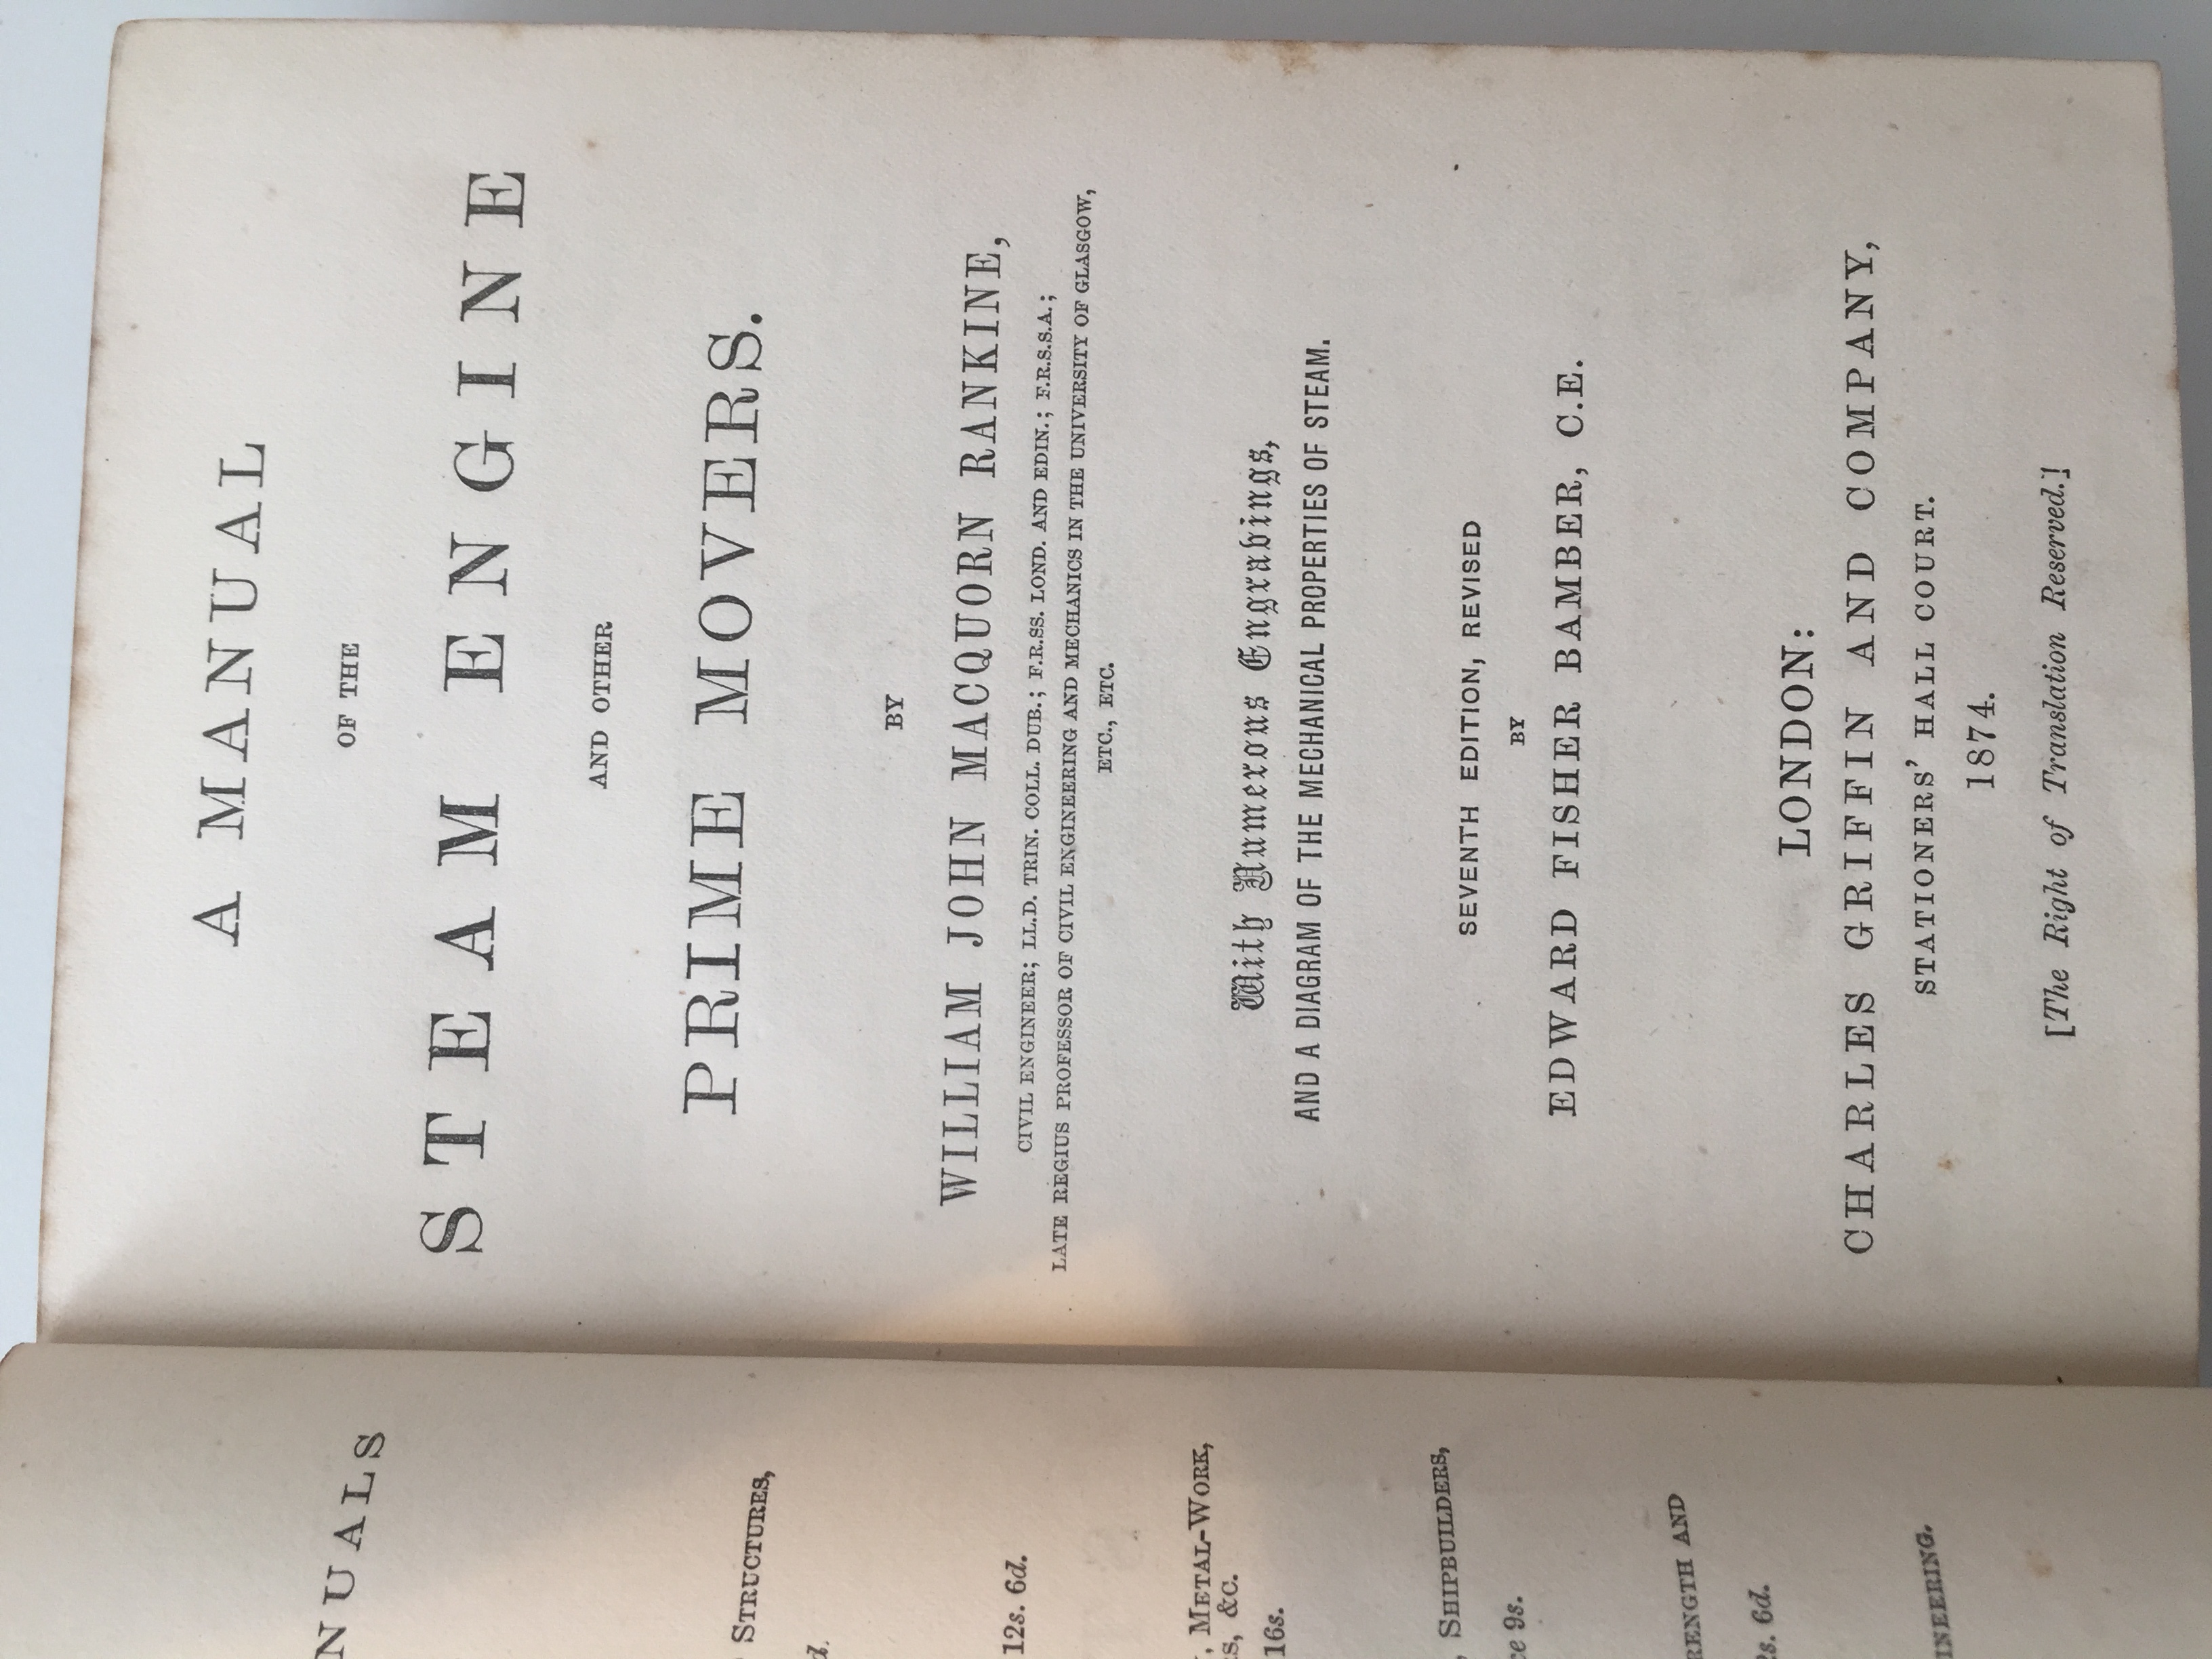 NUALS
STRUCTURES,
d.
12s. 6d.
, METAL-WORK,
S, &C.
16s.
, SHIPBUILDERS,
ce 9s.
RENGTH AND
2s. 6d.
INEERING.
A MANUAL
OF THE
STEAM ENGINE
AND OTHER
PRIME MOVERS.
BY
WILLIAM JOHN MACQUORN RANKINE,
CIVIL ENGINEER; LL.D. TRIN. COLL. DUB.; F.R.SS. LOND. AND EDIN.; F.R.S.S.A.;
LATE REGIUS PROFESSOR OF CIVIL ENGINEERING AND MECHANICS IN THE UNIVERSITY OF GLASGOW,
ETC., ETC.
With Numerous Engravings,
AND A DIAGRAM OF THE MECHANICAL PROPERTIES OF STEAM.
SEVENTH EDITION, REVISED
BY
EDWARD FISHER BAMBER, C.E.
LONDON:
CHARLES GRIFFIN AND COMPANY,
STATIONERS' HALL COURT.
1874.
[The Right of Translation Reserved.]